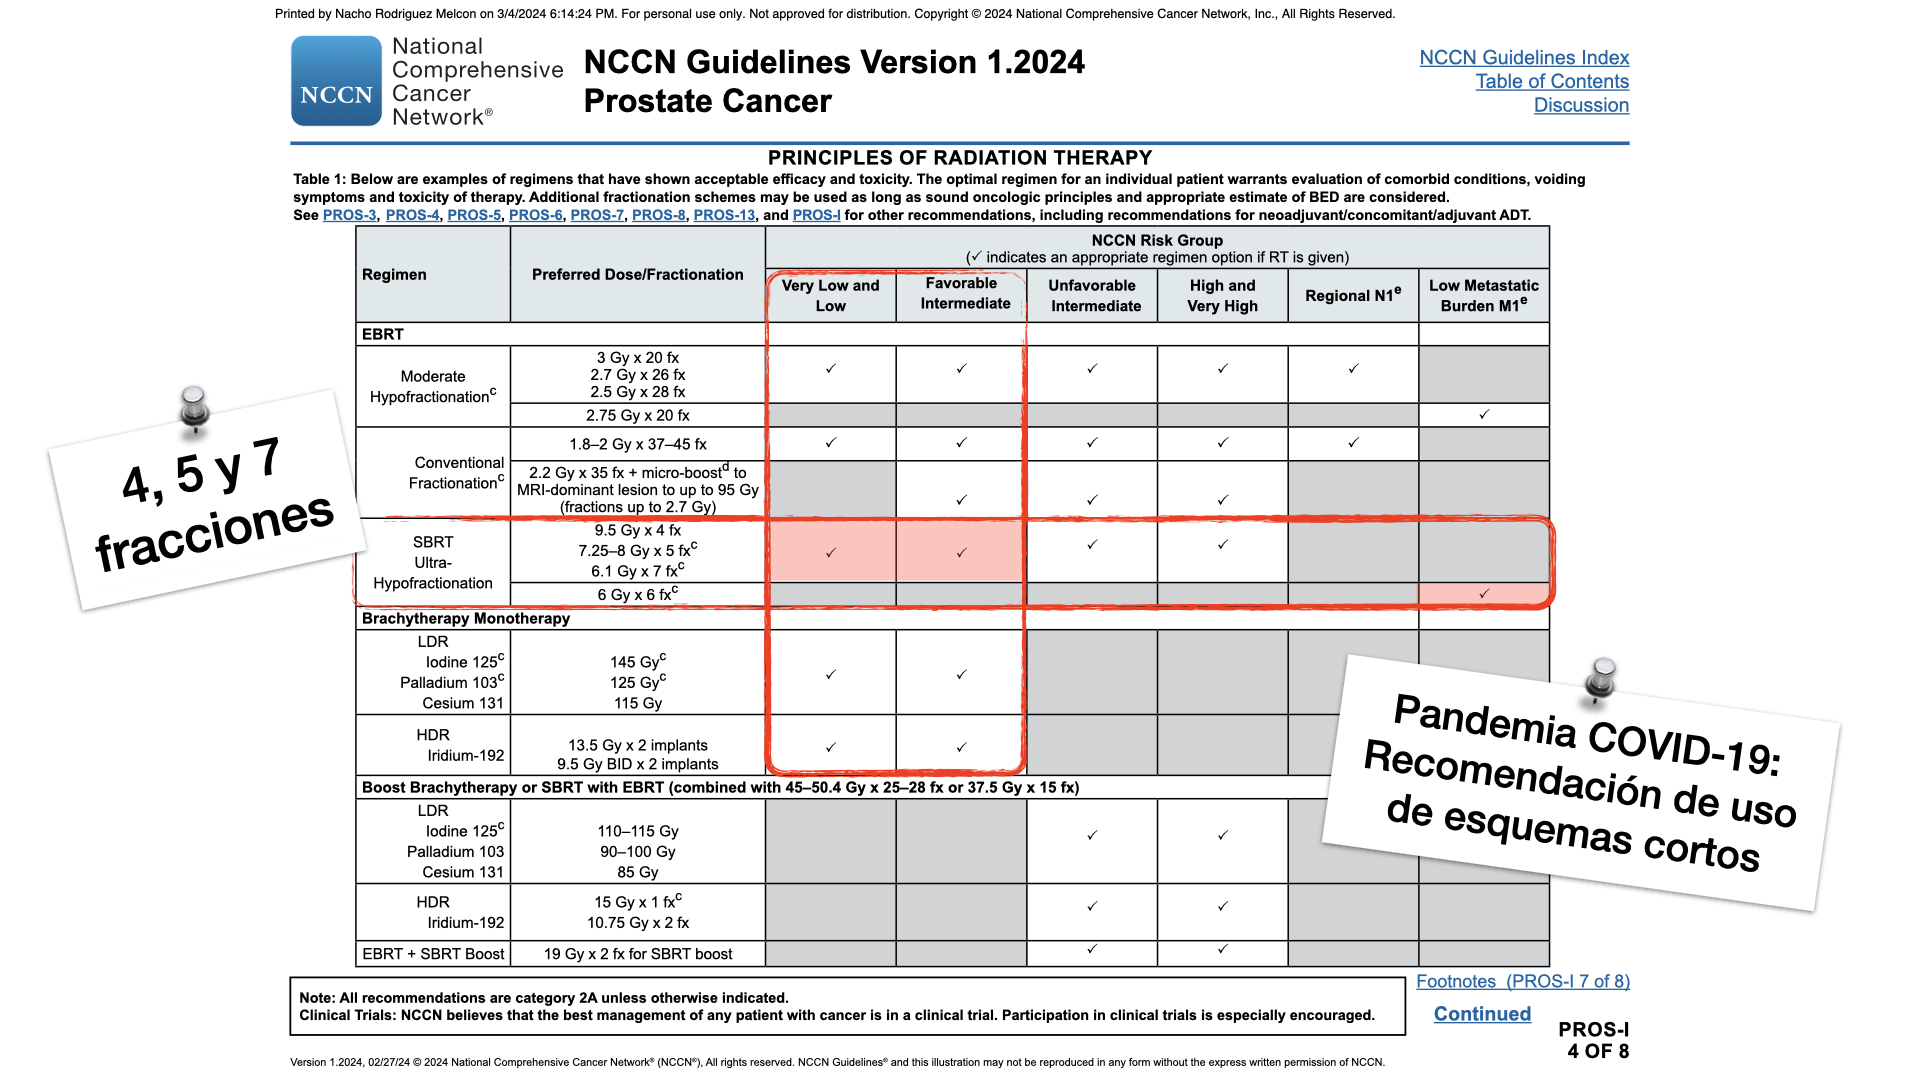 Printed by Nacho Rodriguez Melcon on 3/4/2024 6:14:24 PM. For personal use only. Not approved for distribution. Copyright © 2024 National Comprehensive Cancer Network, Inc., All Rights Reserved.
NCCN
National
Comprehensive
Cancer
Network®
NCCN Guidelines Version 1.2024
Prostate Cancer
NCCN Guidelines Index
Table of Contents
Discussion
PRINCIPLES OF RADIATION THERAPY
Table 1: Below are examples of regimens that have shown acceptable efficacy and toxicity. The optimal regimen for an individual patient warrants evaluation of comorbid conditions, voiding
symptoms and toxicity of therapy. Additional fractionation schemes may be used as long as sound oncologic principles and appropriate estimate of BED are considered.
See PROS-3, PROS-4, PROS-5, PROS-6, PROS-7, PROS-8, PROS-13, and PROS-I for other recommendations, including recommendations for neoadjuvant/concomitant/adjuvant ADT.
Regimen
Preferred Dose/Fractionation
NCCN Risk Group
(✓ indicates an appropriate regimen option if RT is given)
Very Low and
Low
Favorable
Intermediate
Unfavorable
Intermediate
High and
Very High
Regional N1e
Low Metastatic
Burden M1e
EBRT
Moderate
Hypofractionationc
3 Gy x 20 fx
2.7 Gy x 26 fx
2.5 Gy x 28 fx
✓ ✓ ✓ ✓ ✓
2.75 Gy x 20 fx
✓
Conventional
Fractionationc
1.8–2 Gy x 37–45 fx
✓ ✓ ✓ ✓ ✓
2.2 Gy x 35 fx + micro-boostd to
MRI-dominant lesion to up to 95 Gy
(fractions up to 2.7 Gy)
✓ ✓ ✓
SBRT
Ultra-
Hypofractionation
9.5 Gy x 4 fx
7.25–8 Gy x 5 fxc
6.1 Gy x 7 fxc
✓ ✓ ✓ ✓
6 Gy x 6 fxc
✓
Brachytherapy Monotherapy
LDR
Iodine 125c
Palladium 103c
Cesium 131
145 Gyc
125 Gyc
115 Gy
✓ ✓
HDR
Iridium-192
13.5 Gy x 2 implants
9.5 Gy BID x 2 implants
✓ ✓
Boost Brachytherapy or SBRT with EBRT (combined with 45–50.4 Gy x 25–28 fx or 37.5 Gy x 15 fx)
LDR
Iodine 125c
Palladium 103
Cesium 131
110–115 Gy
90–100 Gy
85 Gy
✓ ✓
HDR
Iridium-192
15 Gy x 1 fxc
10.75 Gy x 2 fx
✓ ✓
EBRT + SBRT Boost
19 Gy x 2 fx for SBRT boost
✓ ✓
4, 5 y 7
fracciones
Pandemia COVID-19:
Recomendación de uso
de esquemas cortos
Note: All recommendations are category 2A unless otherwise indicated.
Clinical Trials: NCCN believes that the best management of any patient with cancer is in a clinical trial. Participation in clinical trials is especially encouraged.
Footnotes (PROS-I 7 of 8)
Continued
PROS-I
4 OF 8
Version 1.2024, 02/27/24 © 2024 National Comprehensive Cancer Network® (NCCN®), All rights reserved. NCCN Guidelines® and this illustration may not be reproduced in any form without the express written permission of NCCN.